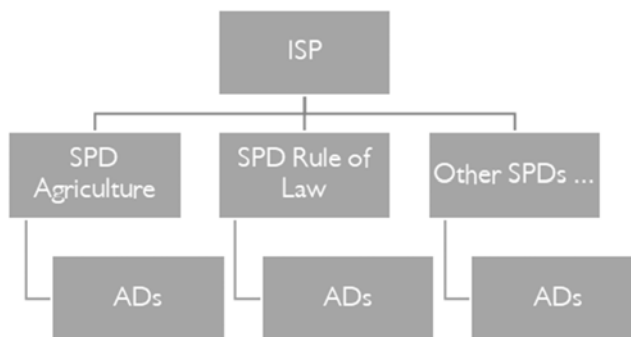 ISP
SPD
Agriculture
SPD Rule of
Law
Other SPDs ...
ADs
ADs
ADs